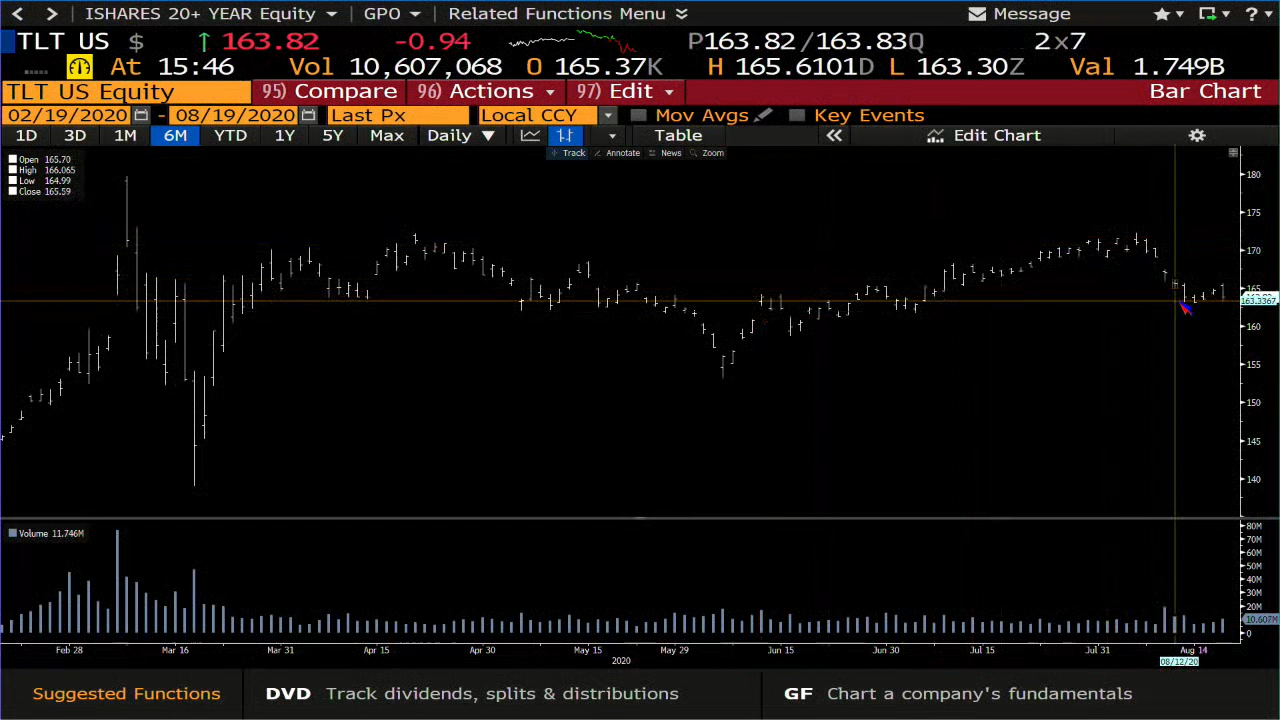 ISHARES 20+ YEAR Equity GPO Related Functions Menu Message ?
TLT US $ ↑ 163.82 -0.94 P163.82/163.83Q 2x7
At 15:46 Vol 10,607,068 O 165.37K H 165.6101D L 163.30Z Val 1.749B
TLT US Equity 95) Compare 96) Actions 97) Edit Bar Chart
02/19/2020 - 08/19/2020 Last Px Local CCY Mov Avgs Key Events
1D 3D 1M 6M YTD 1Y 5Y Max Daily ▼ Table Edit Chart
Track Annotate News Zoom
Open 165.70
High 166.065
Low 164.99
Close 165.59
180
175
170
165
163.3367
160
155
150
145
140
Volume 11.746M
80M
70M
60M
50M
40M
30M
20M
10.607M
0
Feb 28 Mar 16 Mar 31 Apr 15 Apr 30 May 15 May 29 Jun 15 Jun 30 Jul 15 Jul 31 Aug 14
2020 08/12/20
Suggested Functions DVD Track dividends, splits & distributions GF Chart a company's fundamentals